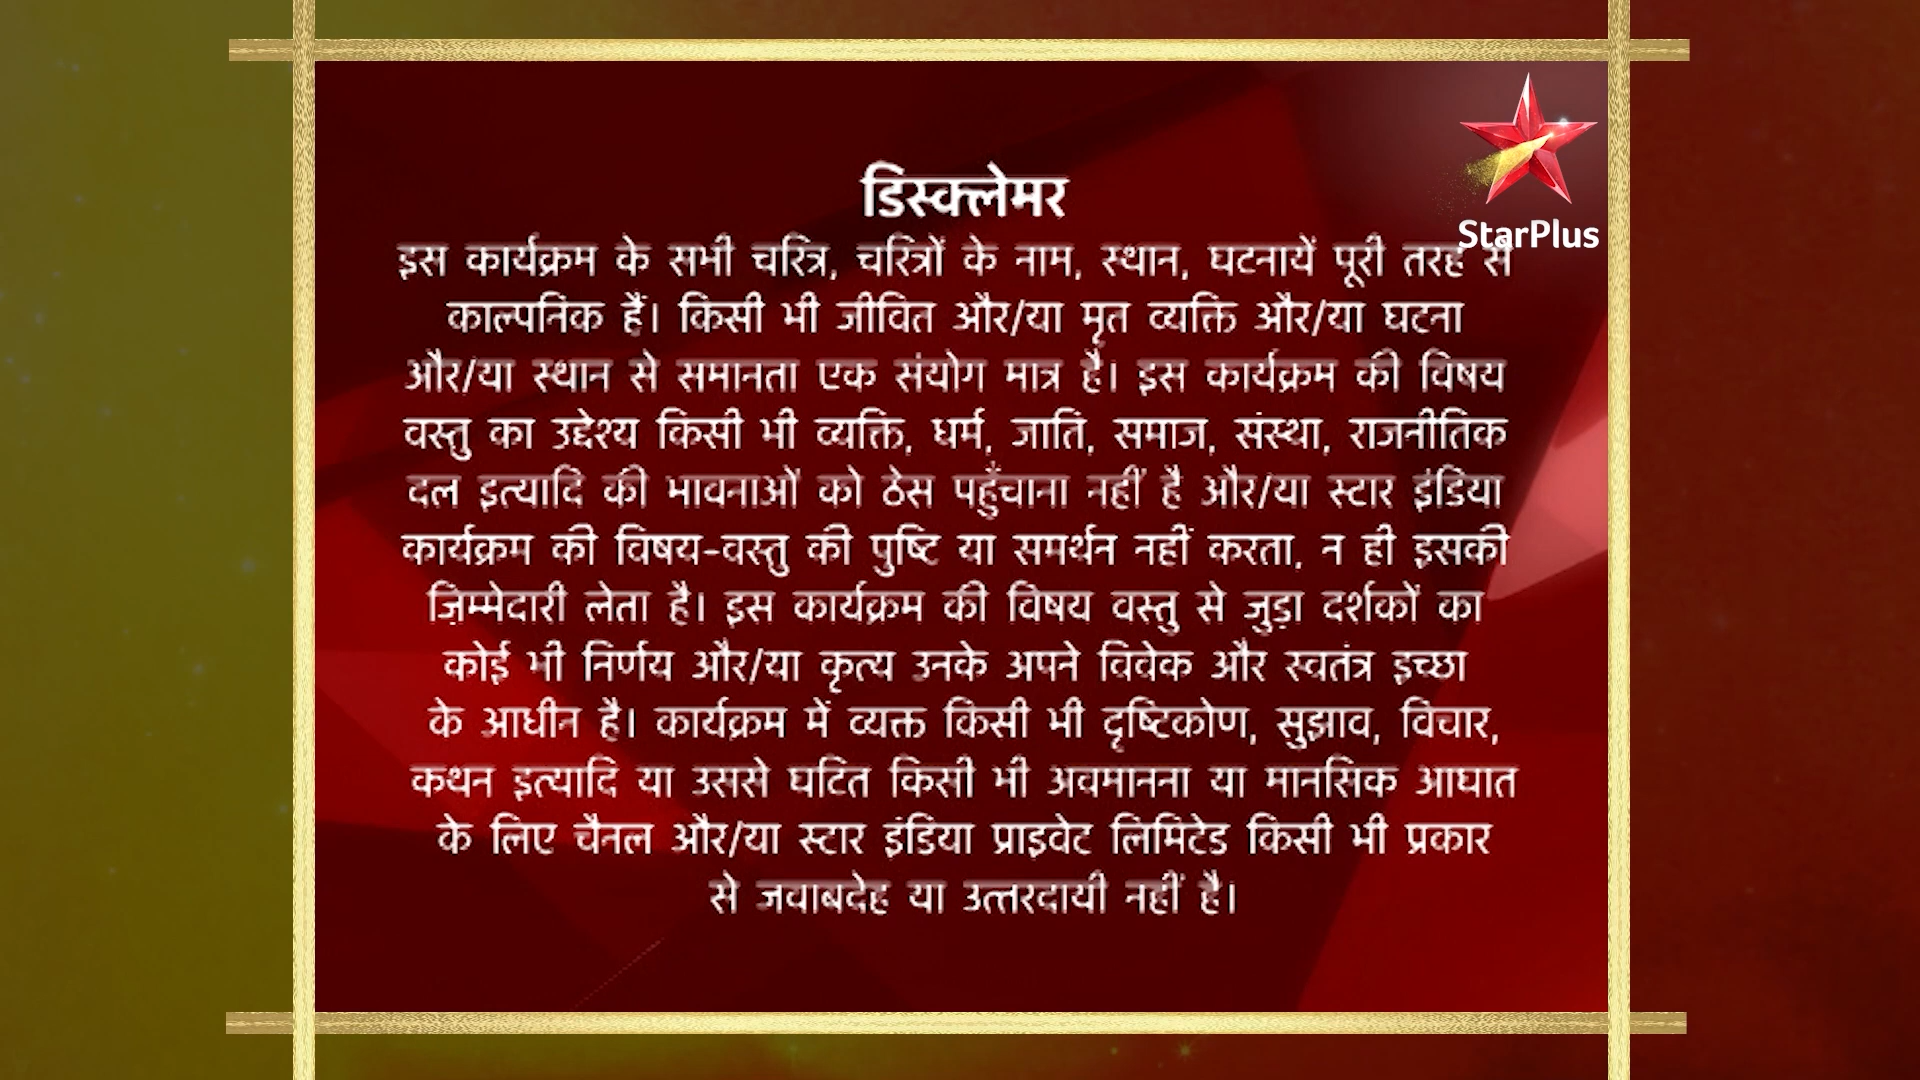 डिस्क्लेमर
StarPlus
इस कार्यक्रम के सभी चरित्र, चरित्रों के नाम, स्थान, घटनायें पूरी तरह से
काल्पनिक हैं। किसी भी जीवित और/या मृत व्यक्ति और/या घटना
और/या स्थान से समानता एक संयोग मात्र है। इस कार्यक्रम की विषय
वस्तु का उद्देश्य किसी भी व्यक्ति, धर्म, जाति, समाज, संस्था, राजनीतिक
दल इत्यादि की भावनाओं को ठेस पहुँचाना नहीं है और/या स्टार इंडिया
कार्यक्रम की विषय-वस्तु की पुष्टि या समर्थन नहीं करता, न ही इसकी
ज़िम्मेदारी लेता है। इस कार्यक्रम की विषय वस्तु से जुड़ा दर्शकों का
कोई भी निर्णय और/या कृत्य उनके अपने विवेक और स्वतंत्र इच्छा
के आधीन है। कार्यक्रम में व्यक्त किसी भी दृष्टिकोण, सुझाव, विचार,
कथन इत्यादि या उससे घटित किसी भी अवमानना या मानसिक आघात
के लिए चैनल और/या स्टार इंडिया प्राइवेट लिमिटेड किसी भी प्रकार
से जवाबदेह या उत्तरदायी नहीं है।